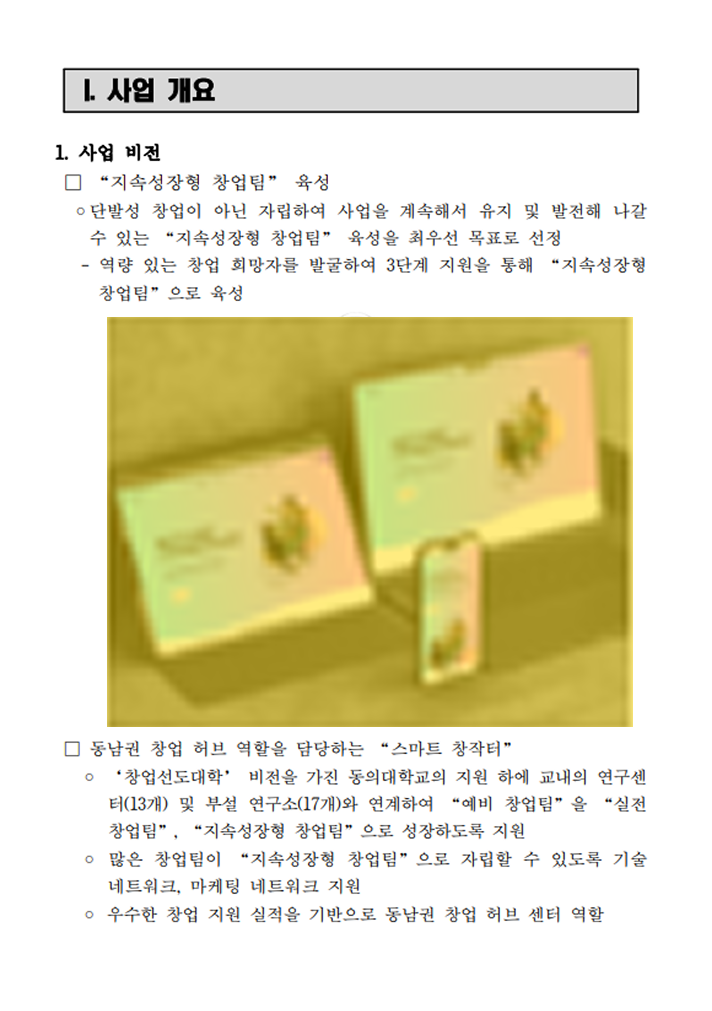 I. 사업 개요
1. 사업 비전
□ “지속성장형 창업팀” 육성
○ 단발성 창업이 아닌 자립하여 사업을 계속해서 유지 및 발전해 나갈
수 있는 “지속성장형 창업팀” 육성을 최우선 목표로 선정
- 역량 있는 창업 희망자를 발굴하여 3단계 지원을 통해 “지속성장형
창업팀”으로 육성
□ 동남권 창업 허브 역할을 담당하는 “스마트 창작터”
○ ‘창업선도대학’ 비전을 가진 동의대학교의 지원 하에 교내의 연구센
터(13개) 및 부설 연구소(17개)와 연계하여 “예비 창업팀”을 “실전
창업팀”, “지속성장형 창업팀”으로 성장하도록 지원
○ 많은 창업팀이 “지속성장형 창업팀”으로 자립할 수 있도록 기술
네트워크, 마케팅 네트워크 지원
○ 우수한 창업 지원 실적을 기반으로 동남권 창업 허브 센터 역할